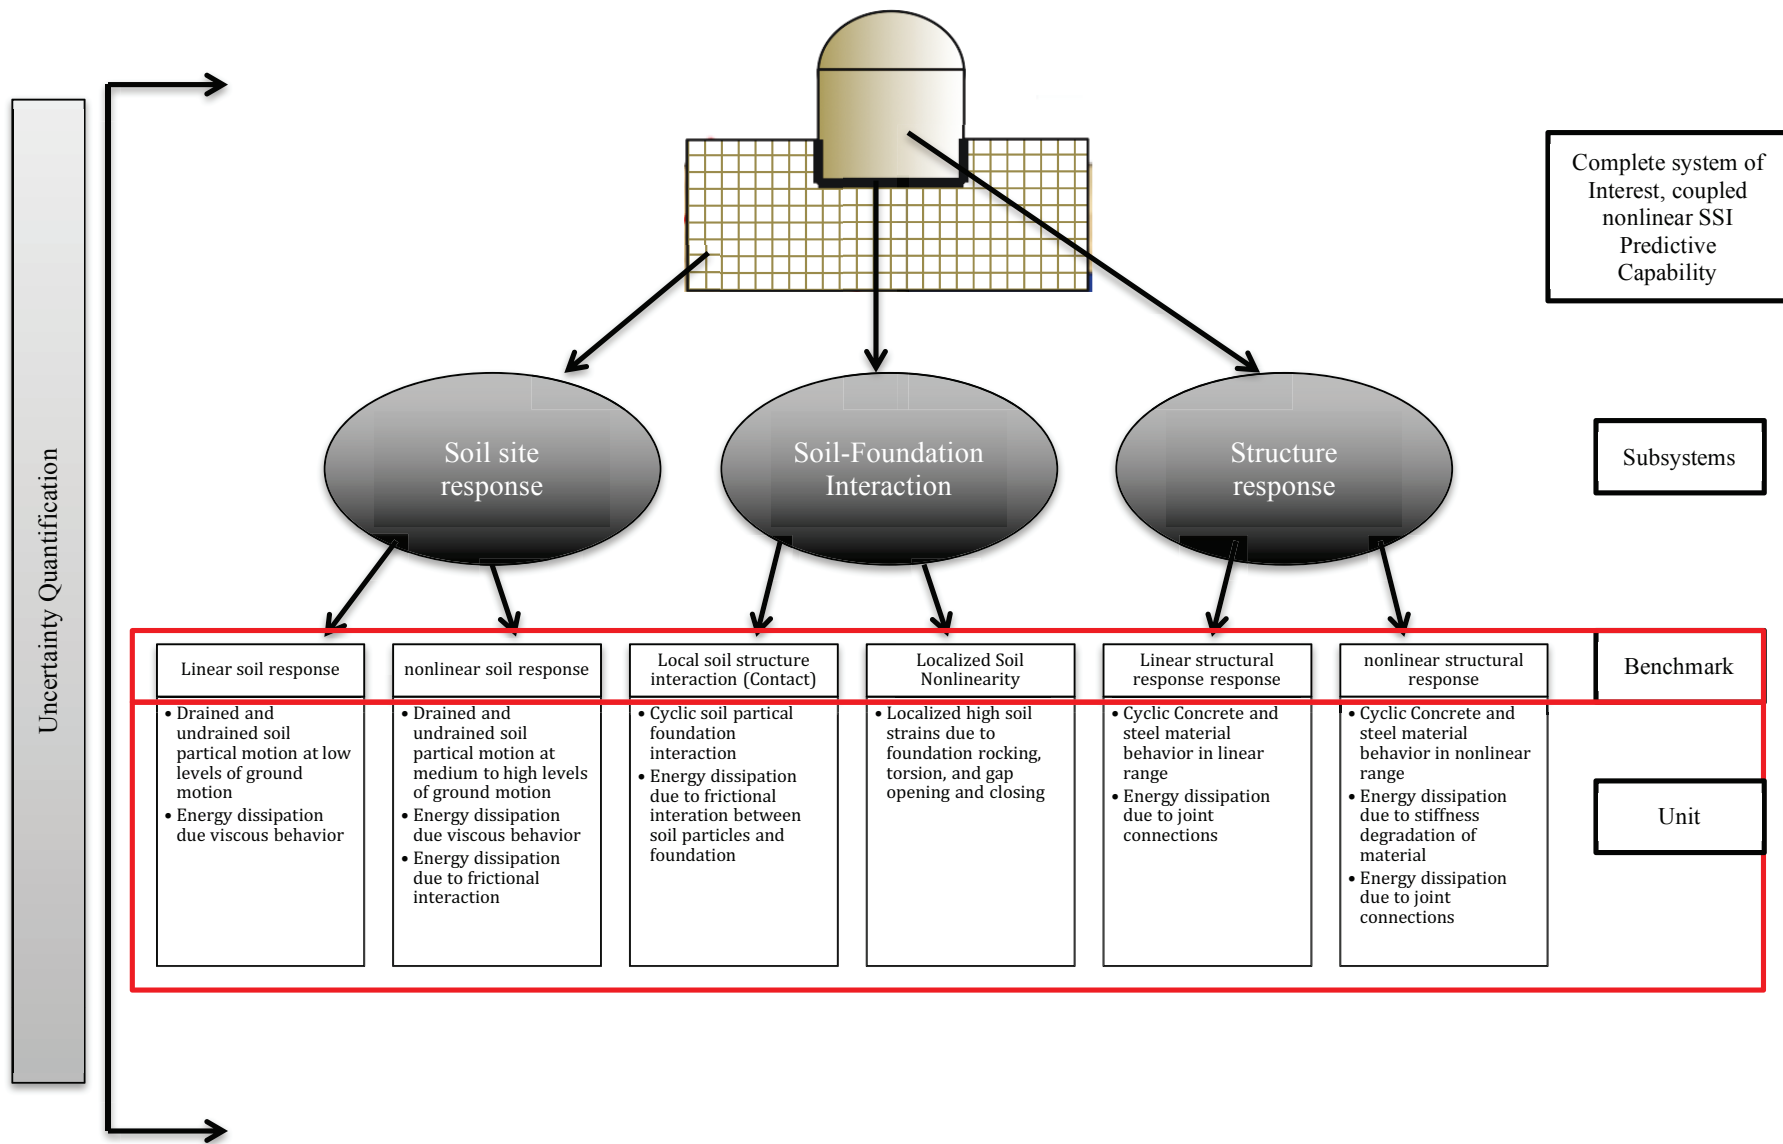 Uncertainty Quantification
Complete system of
Interest, coupled
nonlinear SSI
Predictive
Capability
Soil site
response
Soil-Foundation
Interaction
Structure
response
Subsystems
Linear soil response
nonlinear soil response
Local soil structure
interaction (Contact)
Localized Soil
Nonlinearity
Linear structural
response response
nonlinear structural
response
Benchmark
• Drained and
undrained soil
partical motion at low
levels of ground
motion
• Energy dissipation
due viscous behavior
• Drained and
undrained soil
partical motion at
medium to high levels
of ground motion
• Energy dissipation
due viscous behavior
• Energy dissipation
due to frictional
interaction
• Cyclic soil partical
foundation
interaction
• Energy dissipation
due to frictional
interation between
soil particles and
foundation
• Localized high soil
strains due to
foundation rocking,
torsion, and gap
opening and closing
• Cyclic Concrete and
steel material
behavior in linear
range
• Energy dissipation
due to joint
connections
• Cyclic Concrete and
steel material
behavior in nonlinear
range
• Energy dissipation
due to stiffness
degradation of
material
• Energy dissipation
due to joint
connections
Unit